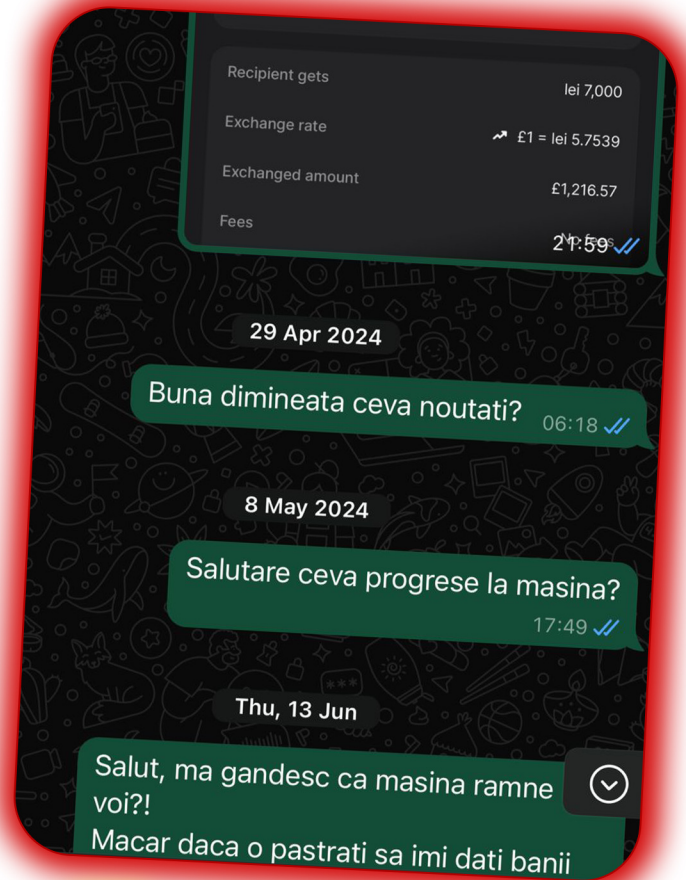 Recipient gets
lei 7,000
Exchange rate
£1 = lei 5.7539
Exchanged amount
£1,216.57
Fees
No fees
21:59
29 Apr 2024
Buna dimineata ceva noutati?
06:18
8 May 2024
Salutare ceva progrese la masina?
17:49
Thu, 13 Jun
Salut, ma gandesc ca masina ramne
voi?!
Macar daca o pastrati sa imi dati banii